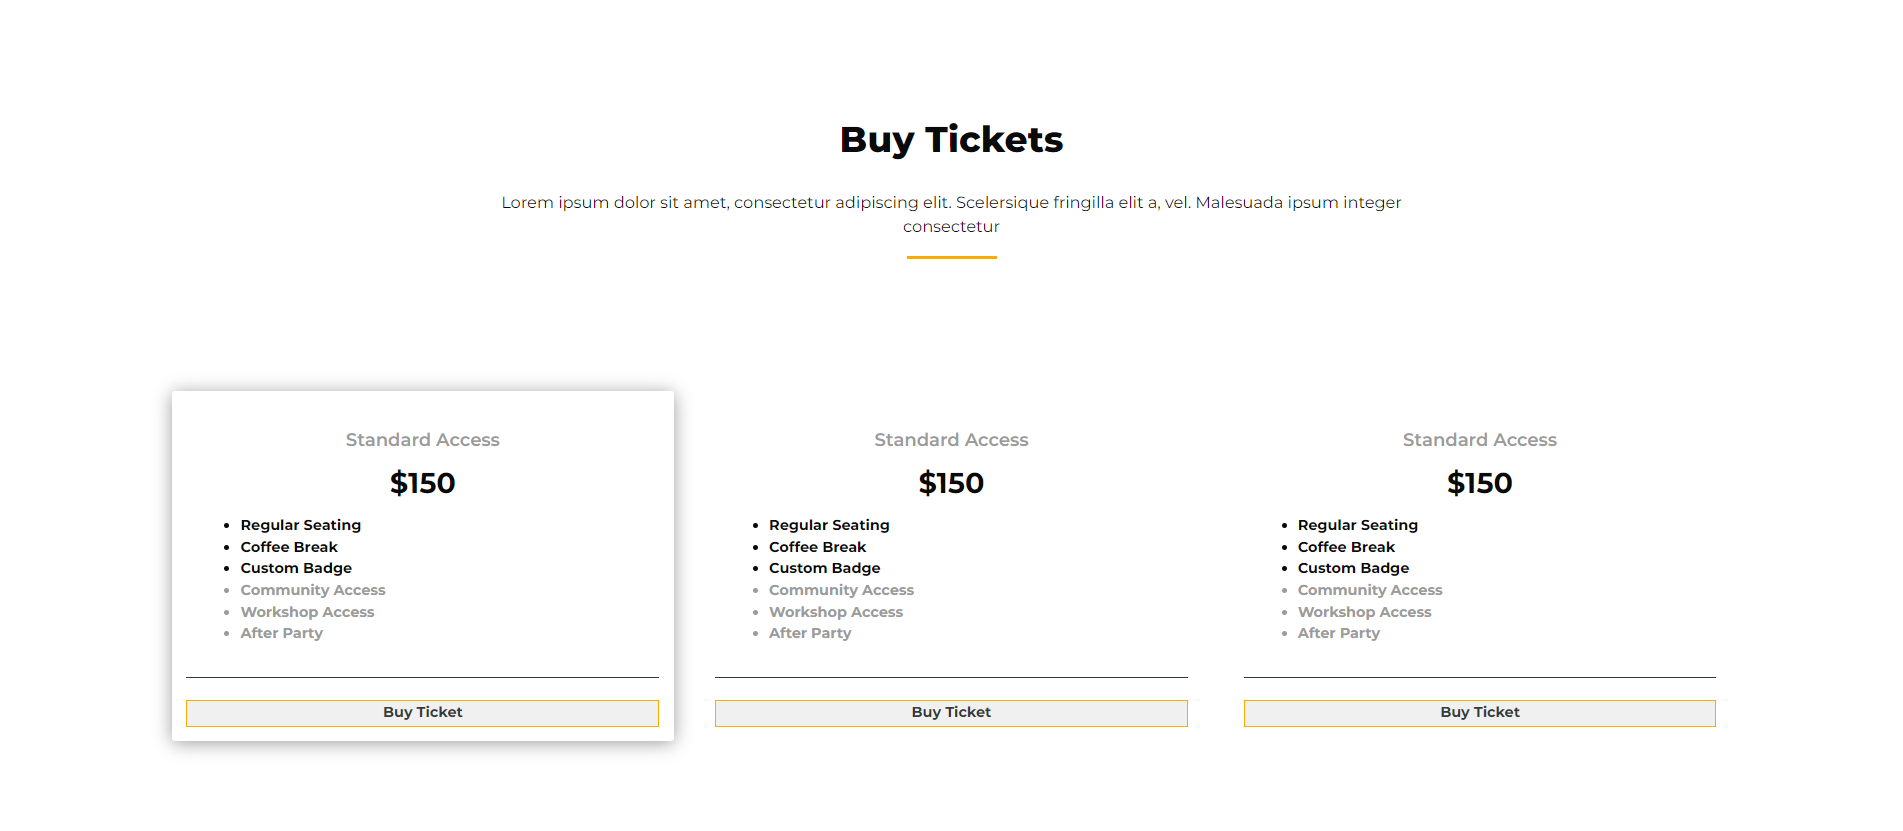 Buy Tickets
Lorem ipsum dolor sit amet, consectetur adipiscing elit. Scelersique fringilla elit a, vel. Malesuada ipsum integer
consectetur
Standard Access
$150
Regular Seating
Coffee Break
Custom Badge
Community Access
Workshop Access
After Party
Buy Ticket
Standard Access
$150
Regular Seating
Coffee Break
Custom Badge
Community Access
Workshop Access
After Party
Buy Ticket
Standard Access
$150
Regular Seating
Coffee Break
Custom Badge
Community Access
Workshop Access
After Party
Buy Ticket